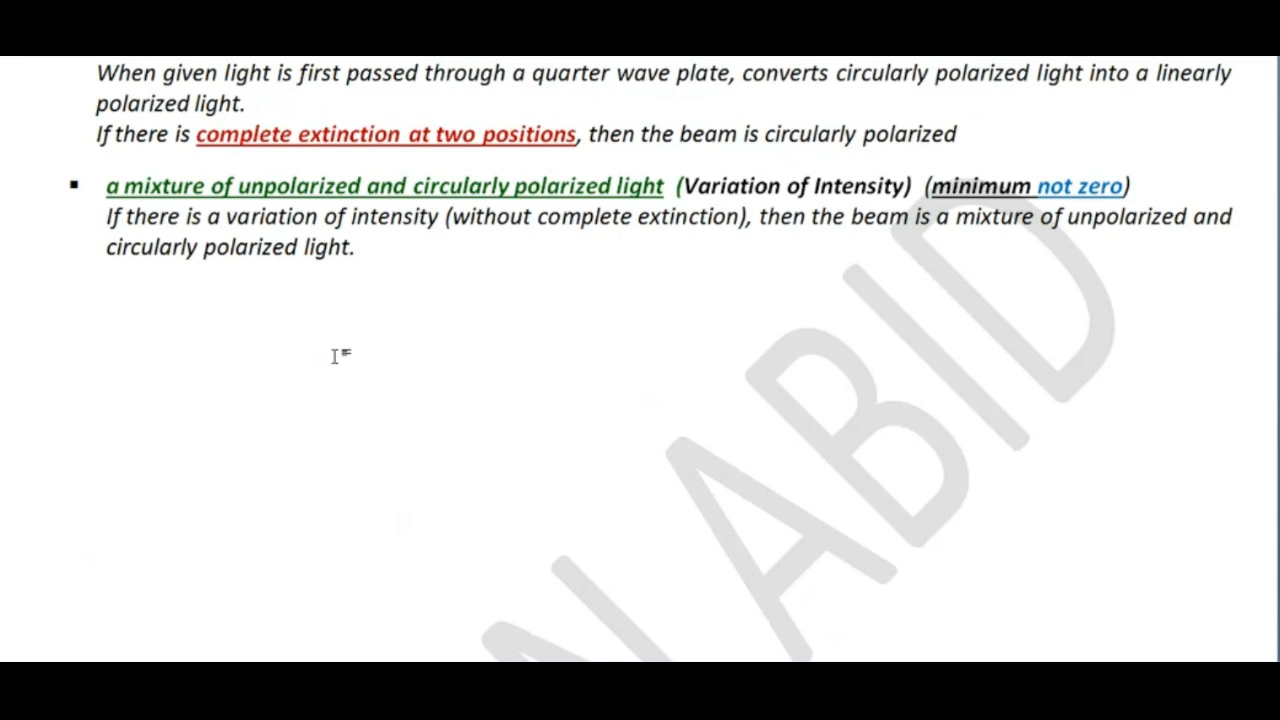 When given light is first passed through a quarter wave plate, converts circularly polarized light into a linearly
polarized light.
If there is complete extinction at two positions, then the beam is circularly polarized
▪ a mixture of unpolarized and circularly polarized light (Variation of Intensity) (minimum not zero)
If there is a variation of intensity (without complete extinction), then the beam is a mixture of unpolarized and
circularly polarized light.
N ABID